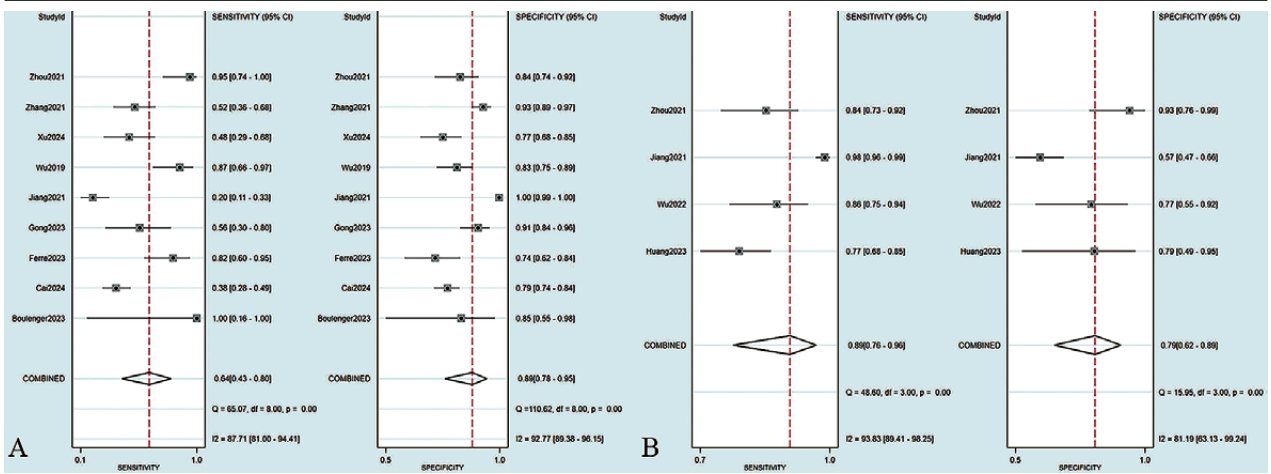 StudyId SENSITIVITY (95% CI)
Zhou2021 0.95 [0.74 - 1.00]
Zhang2021 0.52 [0.36 - 0.68]
Xu2024 0.48 [0.29 - 0.68]
Wu2019 0.87 [0.66 - 0.97]
Jiang2021 0.20 [0.11 - 0.33]
Gong2023 0.56 [0.30 - 0.80]
Ferre2023 0.82 [0.60 - 0.95]
Cai2024 0.38 [0.28 - 0.49]
Boulenger2023 1.00 [0.16 - 1.00]
COMBINED 0.64[0.43 - 0.80]
Q = 65.07, df = 8.00, p = 0.00
I2 = 87.71 [81.00 - 94.41]
0.1 1.0
SENSITIVITY
StudyId SPECIFICITY (95% CI)
Zhou2021 0.84 [0.74 - 0.92]
Zhang2021 0.93 [0.89 - 0.97]
Xu2024 0.77 [0.68 - 0.85]
Wu2019 0.83 [0.75 - 0.89]
Jiang2021 1.00 [0.99 - 1.00]
Gong2023 0.91 [0.84 - 0.96]
Ferre2023 0.74 [0.62 - 0.84]
Cai2024 0.79 [0.74 - 0.84]
Boulenger2023 0.85 [0.55 - 0.98]
COMBINED 0.89[0.78 - 0.95]
Q =110.62, df = 8.00, p = 0.00
I2 = 92.77 [89.38 - 96.15]
0.5 1.0
SPECIFICITY
A
StudyId SENSITIVITY (95% CI)
Zhou2021 0.84 [0.73 - 0.92]
Jiang2021 0.98 [0.96 - 0.99]
Wu2022 0.86 [0.75 - 0.94]
Huang2023 0.77 [0.68 - 0.85]
COMBINED 0.89[0.76 - 0.96]
Q = 48.60, df = 3.00, p = 0.00
I2 = 93.83 [89.41 - 98.25]
0.7 1.0
SENSITIVITY
StudyId SPECIFICITY (95% CI)
Zhou2021 0.93 [0.76 - 0.99]
Jiang2021 0.57 [0.47 - 0.66]
Wu2022 0.77 [0.55 - 0.92]
Huang2023 0.79 [0.49 - 0.95]
COMBINED 0.79[0.62 - 0.89]
Q = 15.95, df = 3.00, p = 0.00
I2 = 81.19 [63.13 - 99.24]
0.5 1.0
SPECIFICITY
B